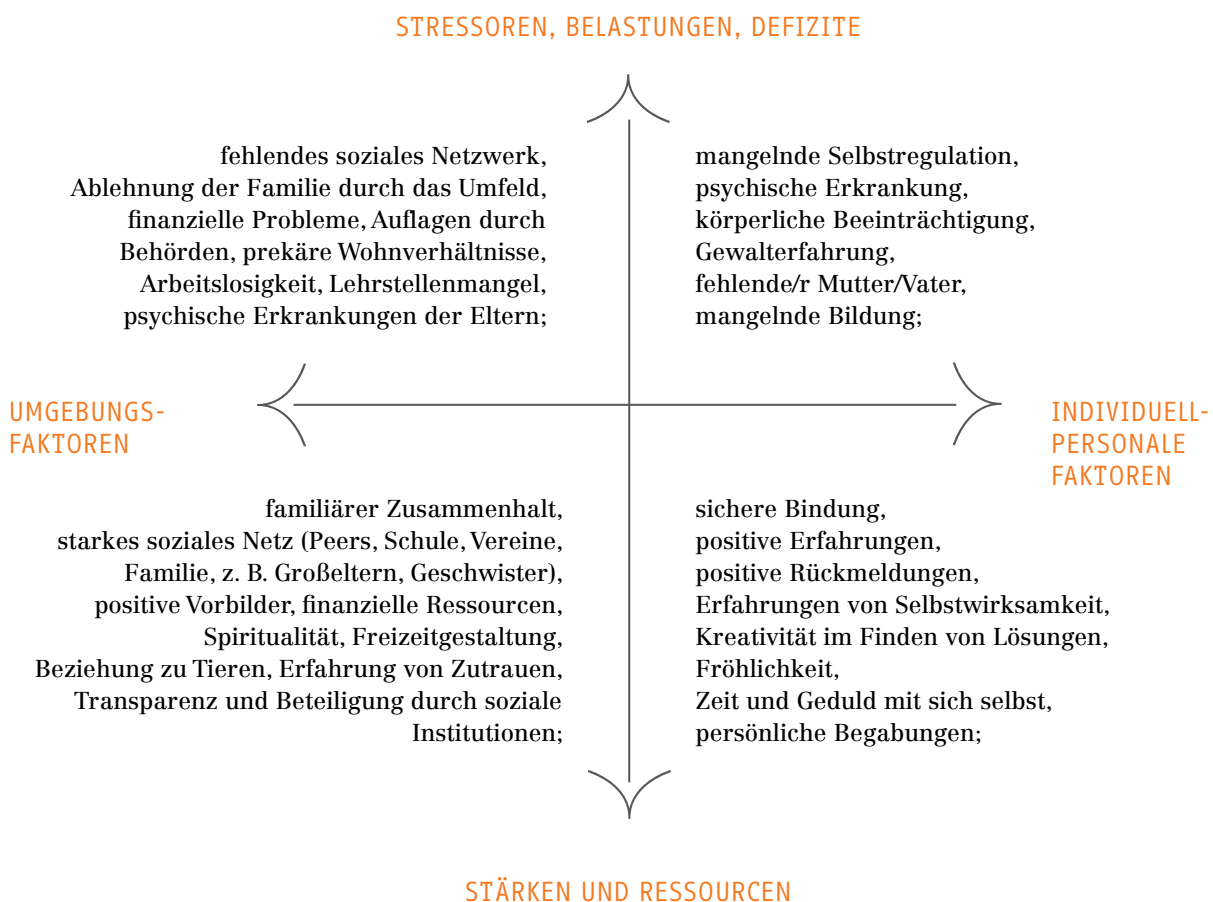 STRESSOREN, BELASTUNGEN, DEFIZITE
fehlendes soziales Netzwerk,
Ablehnung der Familie durch das Umfeld,
finanzielle Probleme, Auflagen durch
Behörden, prekäre Wohnverhältnisse,
Arbeitslosigkeit, Lehrstellenmangel,
psychische Erkrankungen der Eltern;
mangelnde Selbstregulation,
psychische Erkrankung,
körperliche Beeinträchtigung,
Gewalterfahrung,
fehlende/r Mutter/Vater,
mangelnde Bildung;
UMGEBUNGS-
FAKTOREN
INDIVIDUELL-
PERSONALE
FAKTOREN
familiärer Zusammenhalt,
starkes soziales Netz (Peers, Schule, Vereine,
Familie, z. B. Großeltern, Geschwister),
positive Vorbilder, finanzielle Ressourcen,
Spiritualität, Freizeitgestaltung,
Beziehung zu Tieren, Erfahrung von Zutrauen,
Transparenz und Beteiligung durch soziale
Institutionen;
sichere Bindung,
positive Erfahrungen,
positive Rückmeldungen,
Erfahrungen von Selbstwirksamkeit,
Kreativität im Finden von Lösungen,
Fröhlichkeit,
Zeit und Geduld mit sich selbst,
persönliche Begabungen;
STÄRKEN UND RESSOURCEN